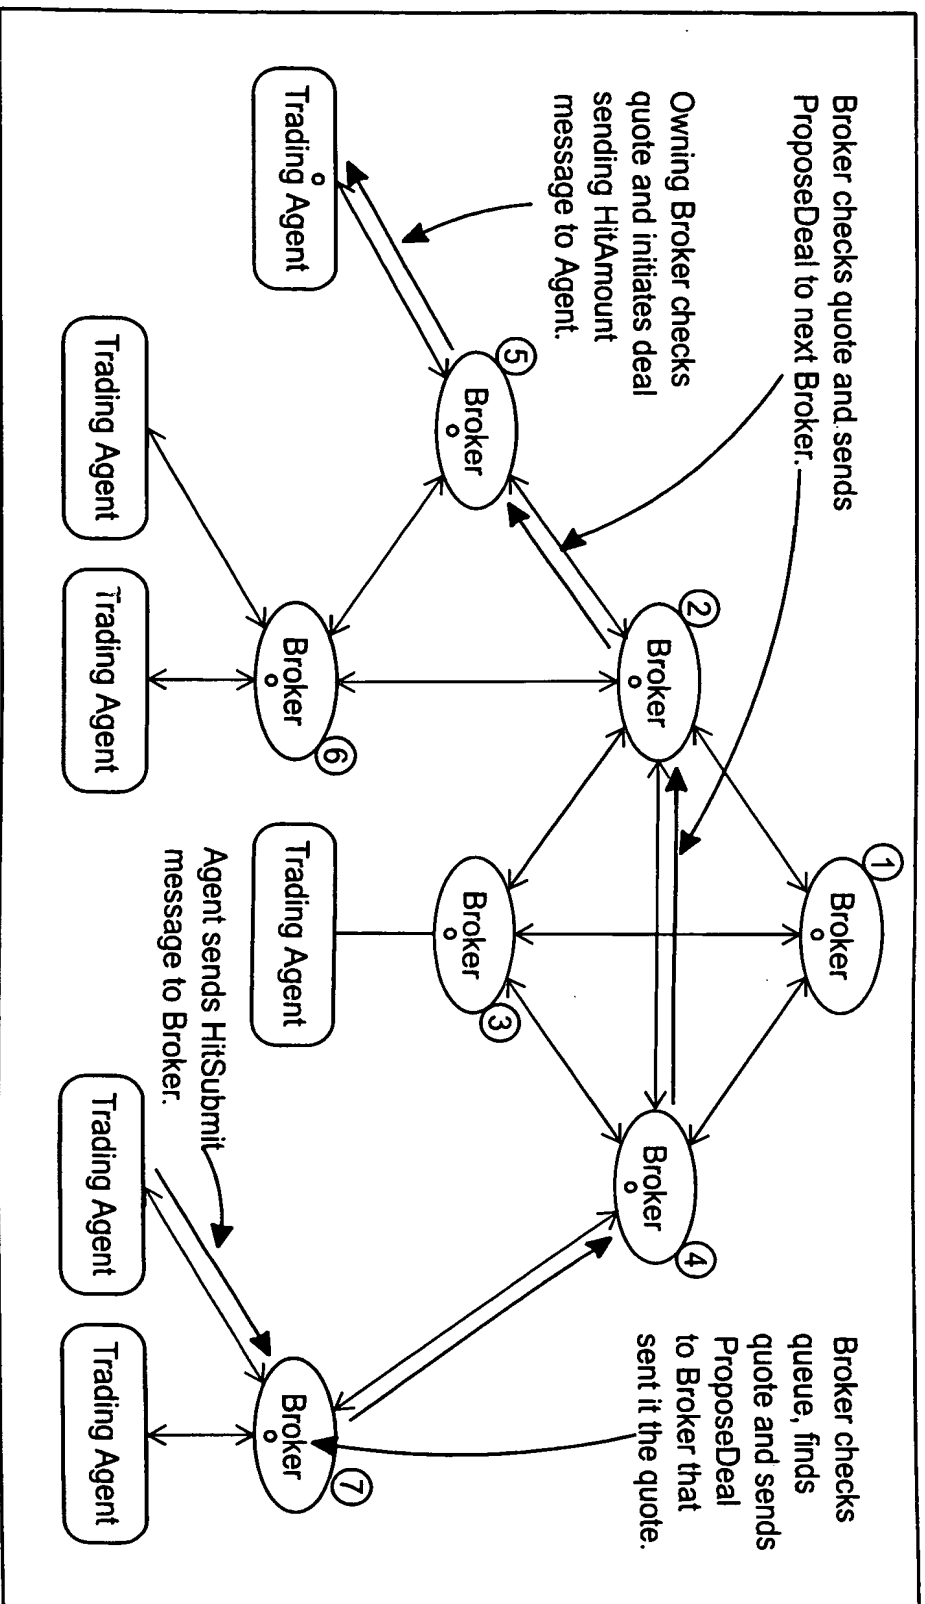 Broker checks quote and sends
ProposeDeal to next Broker.
Owning Broker checks
quote and initiates deal
sending HitAmount
message to Agent.
1
Broker
2
Broker
4
Broker
5
Broker
3
Broker
6
Broker
7
Broker
Broker checks
queue, finds
quote and sends
ProposeDeal
to Broker that
sent it the quote.
Agent sends HitSubmit
message to Broker.
Trading Agent
Trading Agent
Trading Agent
Trading Agent
Trading Agent
Trading Agent